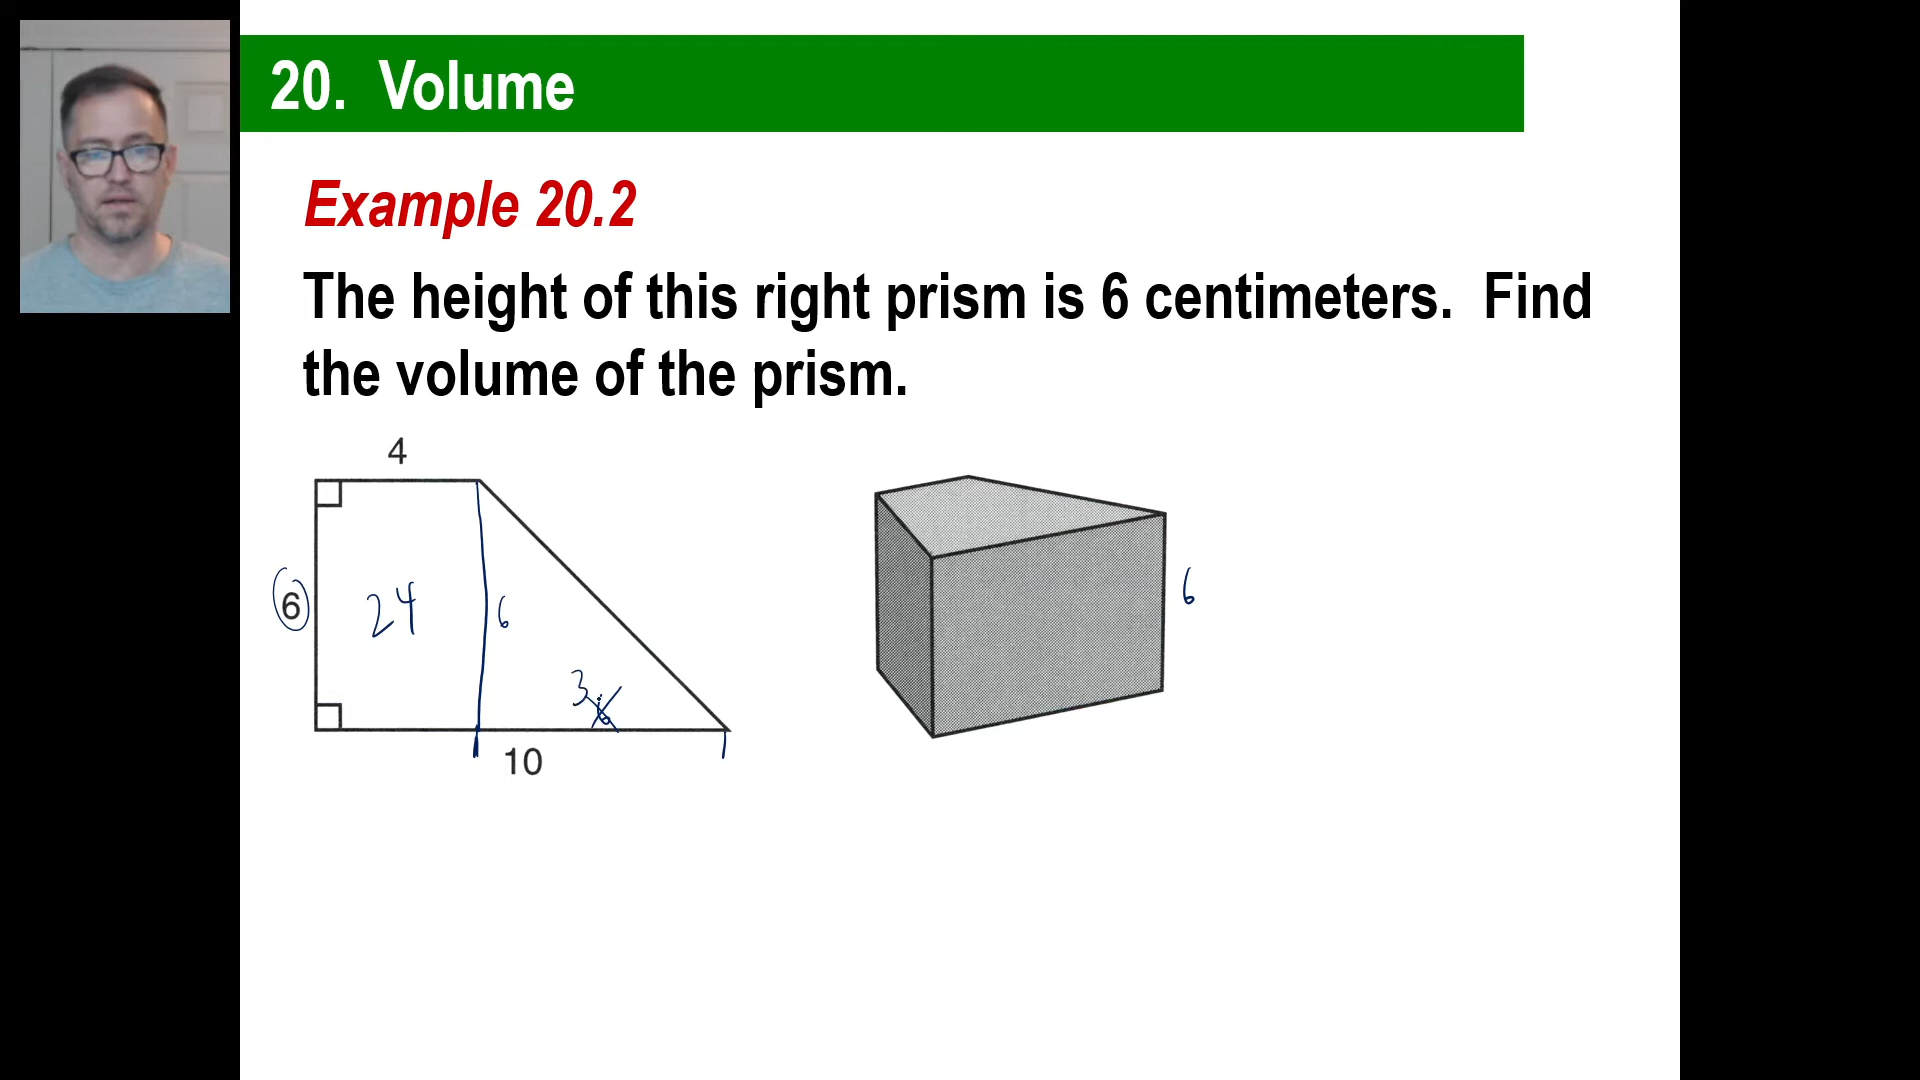 20. Volume
Example 20.2
The height of this right prism is 6 centimeters. Find
the volume of the prism.
4
6
24
6
3
6
10
6